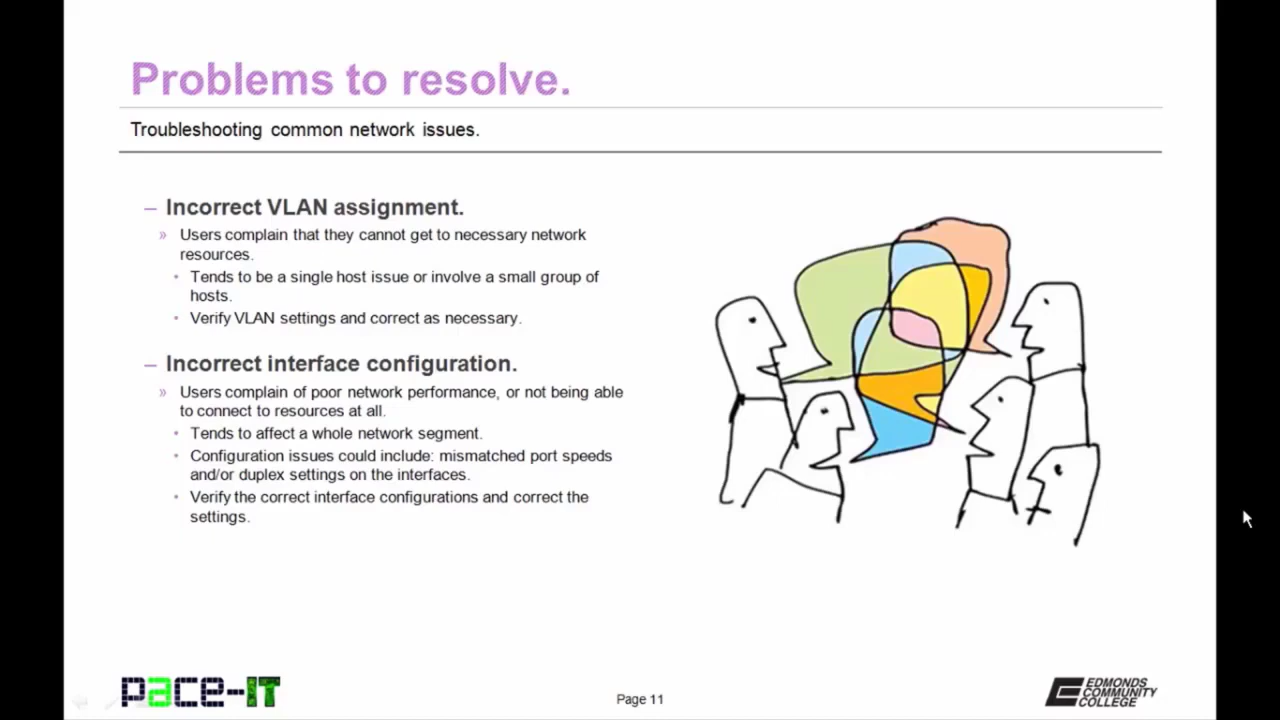 Problems to resolve.
Troubleshooting common network issues.
– Incorrect VLAN assignment.
» Users complain that they cannot get to necessary network
resources.
• Tends to be a single host issue or involve a small group of
hosts.
• Verify VLAN settings and correct as necessary.
– Incorrect interface configuration.
» Users complain of poor network performance, or not being able
to connect to resources at all.
• Tends to affect a whole network segment.
• Configuration issues could include: mismatched port speeds
and/or duplex settings on the interfaces.
• Verify the correct interface configurations and correct the
settings.
pace-IT
Page 11
EDMONDS
COMMUNITY
COLLEGE